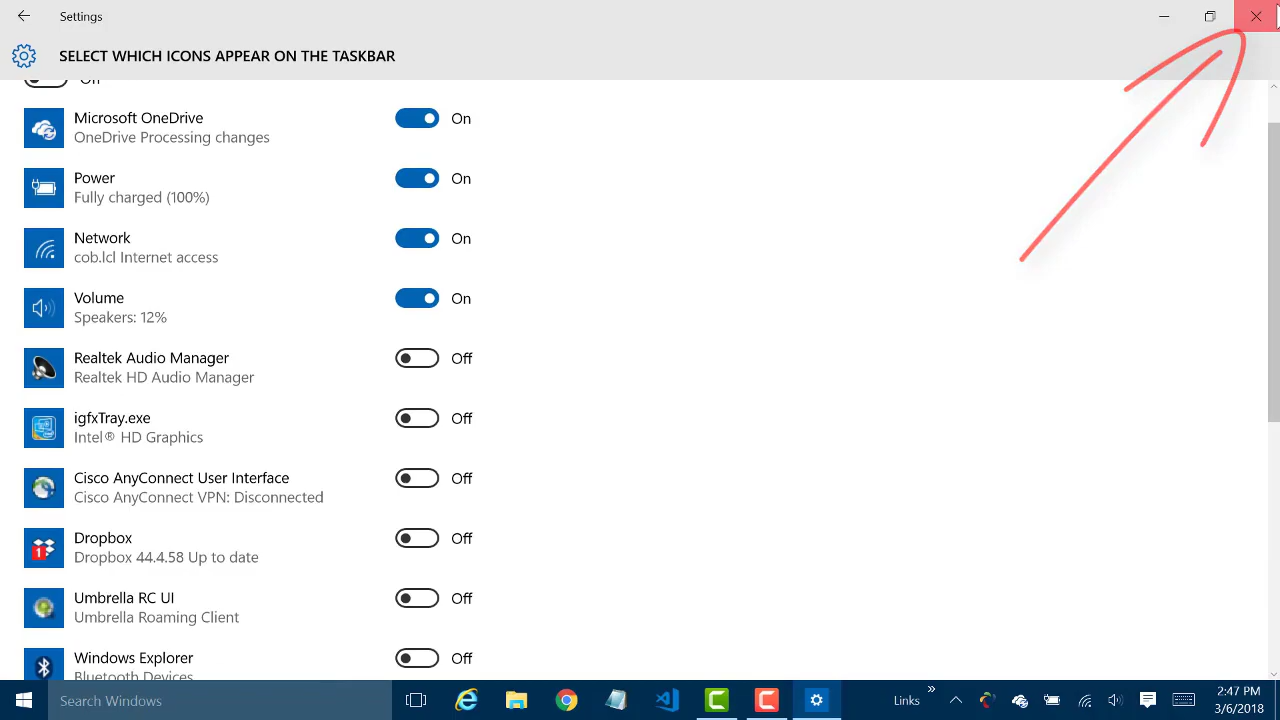 Settings
SELECT WHICH ICONS APPEAR ON THE TASKBAR
Off
Microsoft OneDrive
OneDrive Processing changes
On
Power
Fully charged (100%)
On
Network
cob.lcl Internet access
On
Volume
Speakers: 12%
On
Realtek Audio Manager
Realtek HD Audio Manager
Off
igfxTray.exe
Intel® HD Graphics
Off
Cisco AnyConnect User Interface
Cisco AnyConnect VPN: Disconnected
Off
Dropbox
Dropbox 44.4.58 Up to date
Off
1
Umbrella RC UI
Umbrella Roaming Client
Off
Windows Explorer
Bluetooth Devices
Off
Search Windows
Links
»
2:47 PM
3/6/2018